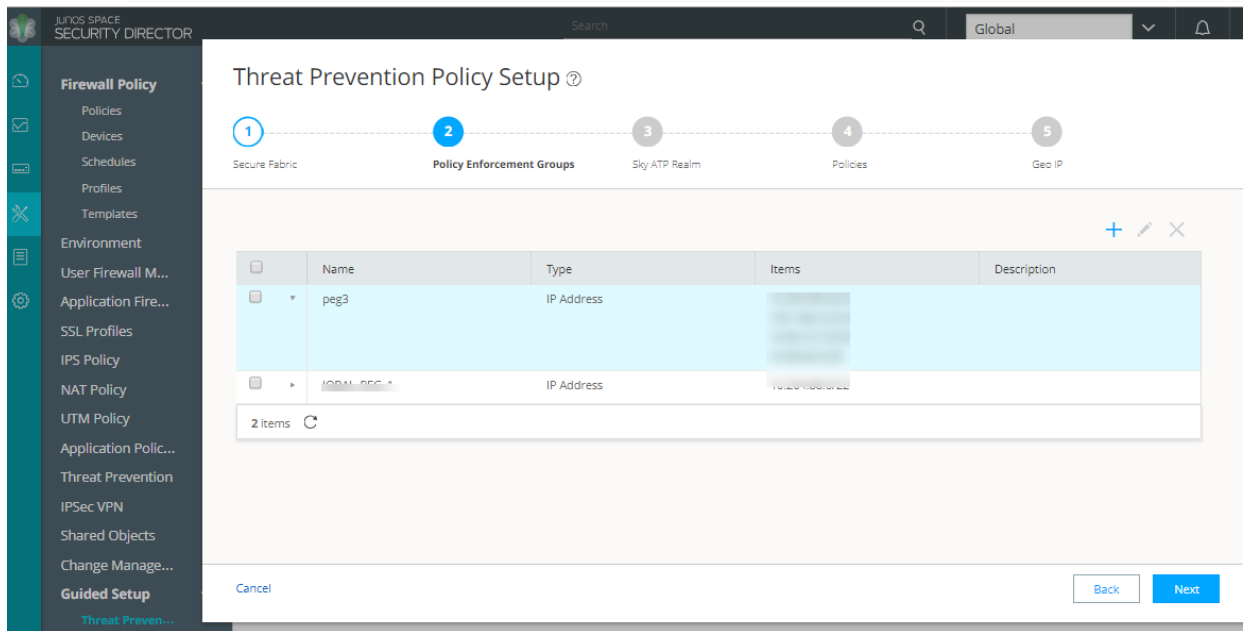 JUNOS SPACE
SECURITY DIRECTOR
Search
Global
Firewall Policy
Policies
Devices
Schedules
Profiles
Templates
Environment
User Firewall M...
Application Fire...
SSL Profiles
IPS Policy
NAT Policy
UTM Policy
Application Polic...
Threat Prevention
IPSec VPN
Shared Objects
Change Manage...
Guided Setup
Threat Preven...
Threat Prevention Policy Setup
1 2 3 4 5
Secure Fabric Policy Enforcement Groups Sky ATP Realm Policies Geo IP
Name Type Items Description
peg3 IP Address
IP Address
2 items
Cancel Back Next